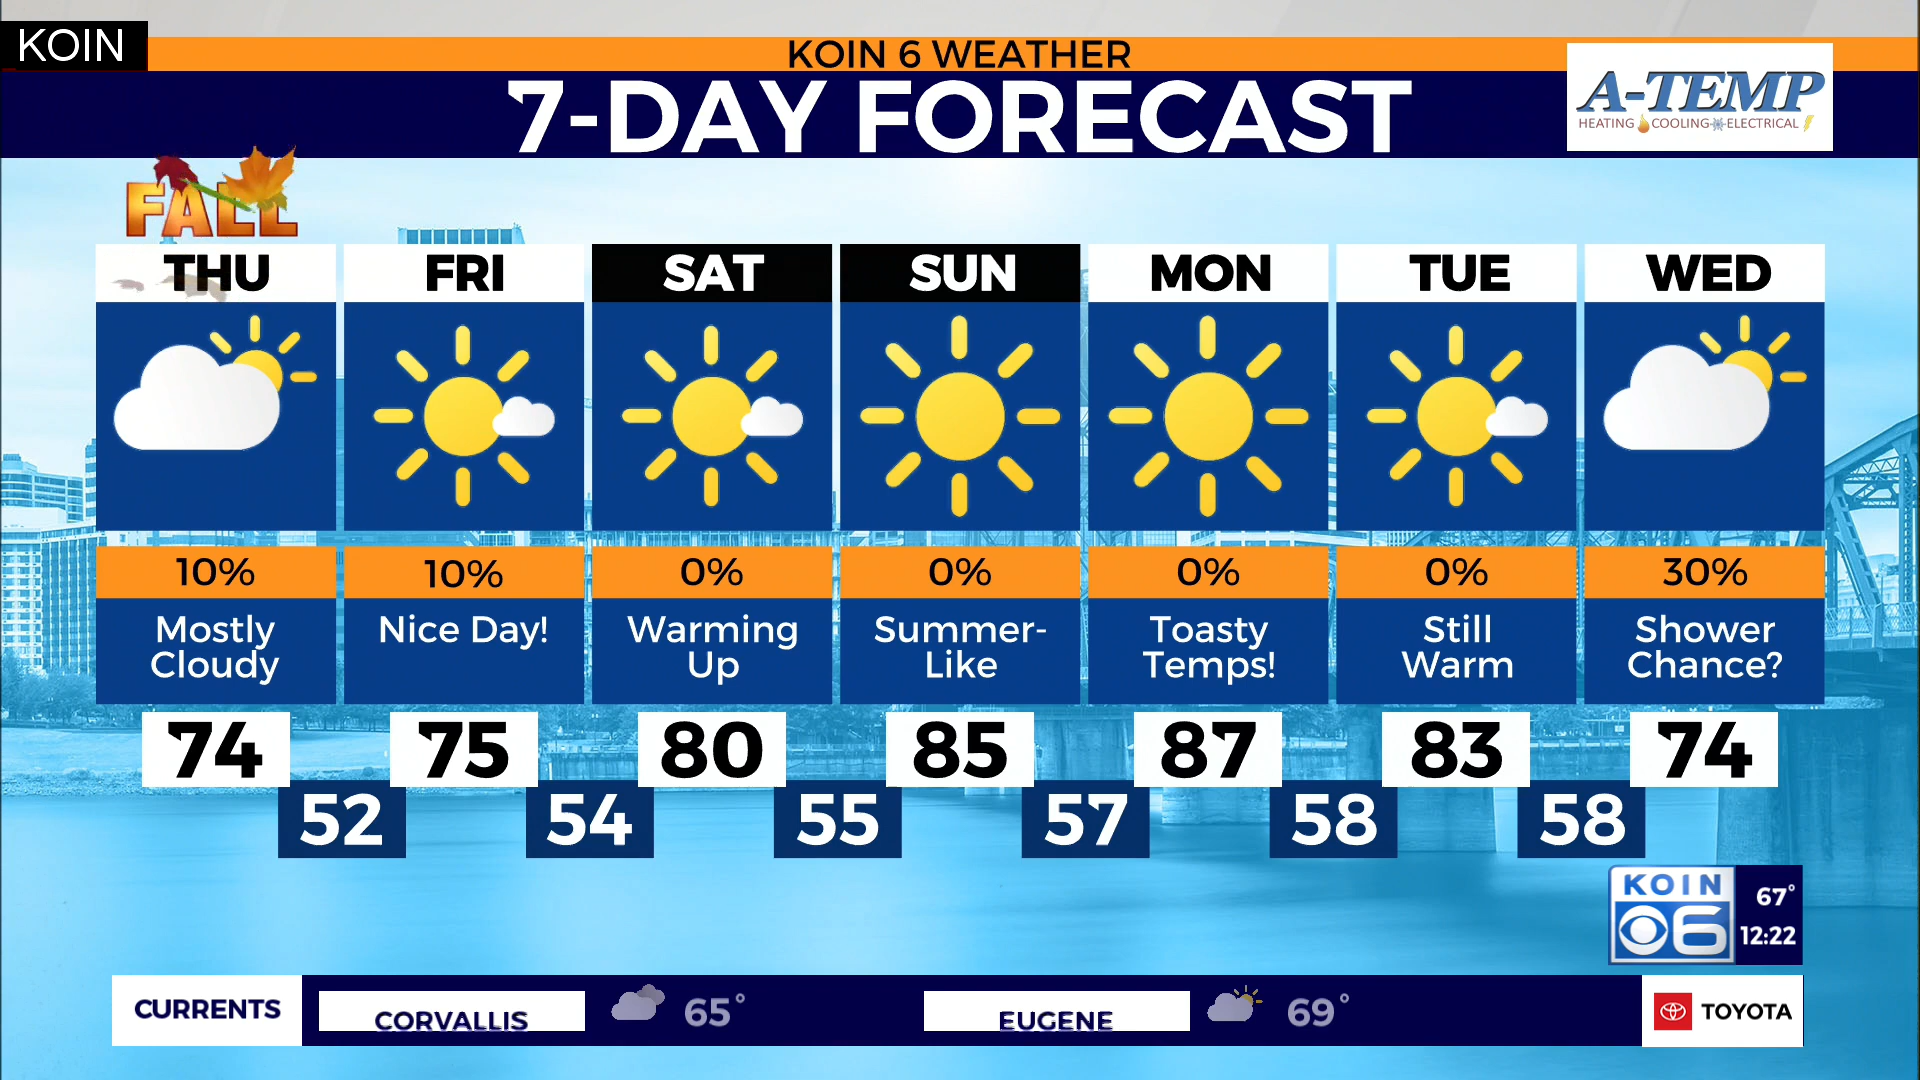 KOIN
KOIN 6 WEATHER
7-DAY FORECAST
A-TEMP
HEATING COOLING ELECTRICAL
FALL
THU FRI SAT SUN MON TUE WED
10% 10% 0% 0% 0% 0% 30%
Mostly Nice Day! Warming Summer- Toasty Still Shower
Cloudy Up Like Temps! Warm Chance?
74 75 80 85 87 83 74
52 54 55 57 58 58
KOIN
6
67°
12:22
CURRENTS CORVALLIS 65° EUGENE 69° TOYOTA